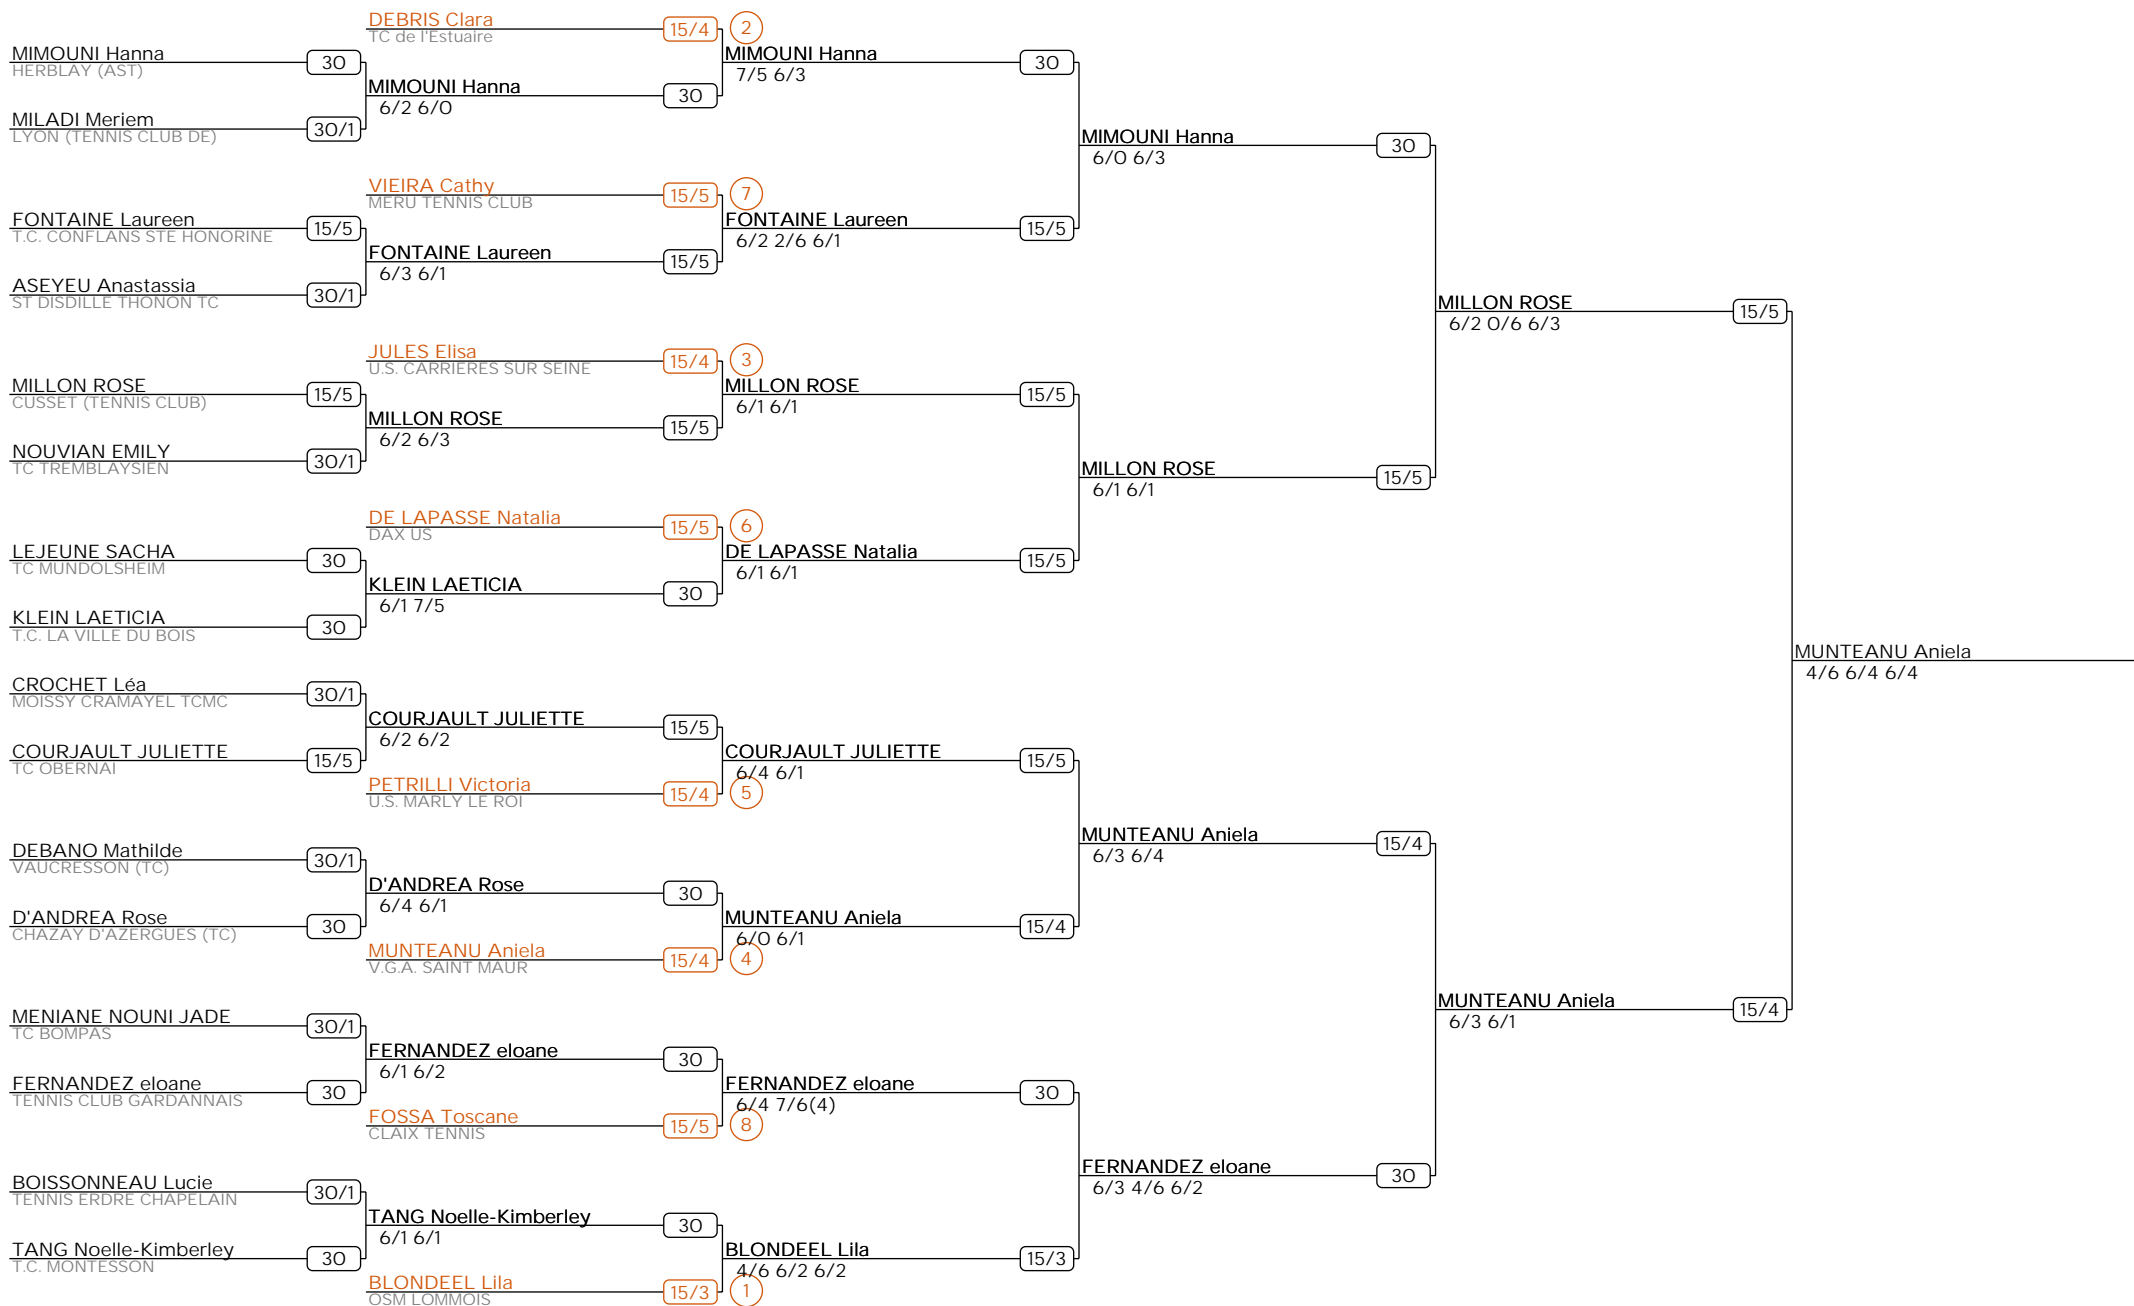 DEBRIS Clara
TC de l'Estuaire
15/4
2
MIMOUNI Hanna
HERBLAY (AST)
30
MIMOUNI Hanna
7/5 6/3
30
MIMOUNI Hanna
6/2 6/0
30
MILADI Meriem
LYON (TENNIS CLUB DE)
30/1
MIMOUNI Hanna
6/0 6/3
30
VIEIRA Cathy
MERU TENNIS CLUB
15/5
7
FONTAINE Laureen
T.C. CONFLANS STE HONORINE
15/5
FONTAINE Laureen
6/2 2/6 6/1
15/5
FONTAINE Laureen
6/3 6/1
15/5
ASEYEU Anastassia
ST DISDILLE THONON TC
30/1
MILLON ROSE
6/2 0/6 6/3
15/5
JULES Elisa
U.S. CARRIERES SUR SEINE
15/4
3
MILLON ROSE
CUSSET (TENNIS CLUB)
15/5
MILLON ROSE
6/1 6/1
15/5
MILLON ROSE
6/2 6/3
15/5
NOUVIAN EMILY
TC TREMBLAYSIEN
30/1
MILLON ROSE
6/1 6/1
15/5
DE LAPASSE Natalia
DAX US
15/5
6
LEJEUNE SACHA
TC MUNDOLSHEIM
30
DE LAPASSE Natalia
6/1 6/1
15/5
KLEIN LAETICIA
6/1 7/5
30
KLEIN LAETICIA
T.C. LA VILLE DU BOIS
30
MUNTEANU Aniela
4/6 6/4 6/4
CROCHET Léa
MOISSY CRAMAYEL TCMC
30/1
COURJAULT JULIETTE
6/2 6/2
15/5
COURJAULT JULIETTE
TC OBERNAI
15/5
COURJAULT JULIETTE
6/4 6/1
15/5
PETRILLI Victoria
U.S. MARLY LE ROI
15/4
5
MUNTEANU Aniela
6/3 6/4
15/4
DEBANO Mathilde
VAUCRESSON (TC)
30/1
D'ANDREA Rose
6/4 6/1
30
D'ANDREA Rose
CHAZAY D'AZERGUES (TC)
30
MUNTEANU Aniela
6/0 6/1
15/4
MUNTEANU Aniela
V.G.A. SAINT MAUR
15/4
4
MUNTEANU Aniela
6/3 6/1
15/4
MENIANE NOUNI JADE
TC BOMPAS
30/1
FERNANDEZ eloane
6/1 6/2
30
FERNANDEZ eloane
TENNIS CLUB GARDANNAIS
30
FERNANDEZ eloane
6/4 7/6(4)
30
FOSSA Toscane
CLAIX TENNIS
15/5
8
FERNANDEZ eloane
6/3 4/6 6/2
30
BOISSONNEAU Lucie
TENNIS ERDRE CHAPELAIN
30/1
TANG Noelle-Kimberley
6/1 6/1
30
TANG Noelle-Kimberley
T.C. MONTESSON
30
BLONDEEL Lila
4/6 6/2 6/2
15/3
BLONDEEL Lila
OSM LOMMOIS
15/3
1